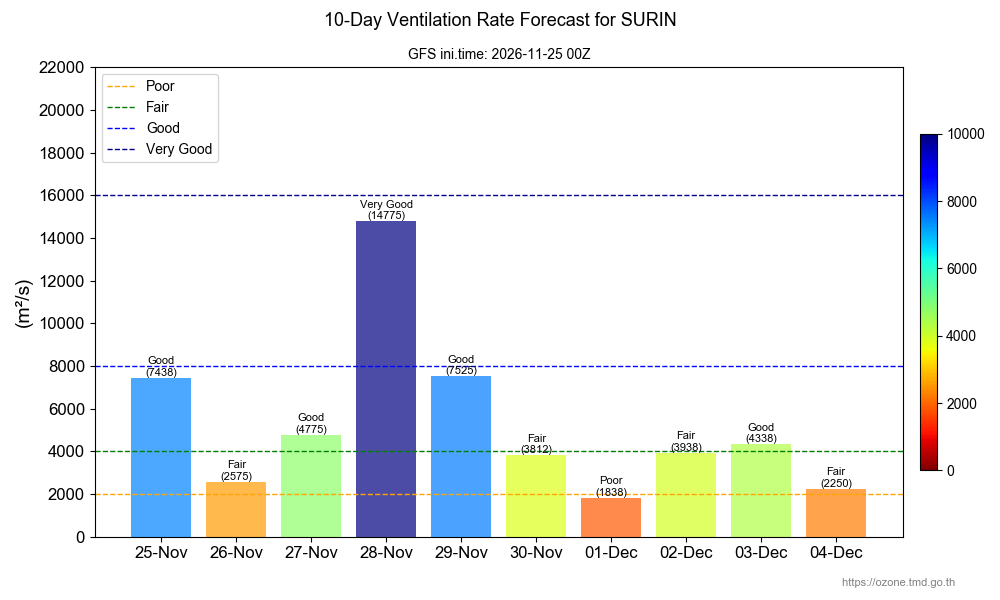 10-Day Ventilation Rate Forecast for SURIN
GFS ini.time: 2026-11-25 00Z
22000
20000
18000
16000
14000
12000
10000
8000
6000
4000
2000
0
(m²/s)
Poor
Fair
Good
Very Good
Good
(7438)
Fair
(2575)
Good
(4775)
Very Good
(14775)
Good
(7525)
Fair
(3812)
Poor
(1838)
Fair
(3938)
Good
(4338)
Fair
(2250)
25-Nov
26-Nov
27-Nov
28-Nov
29-Nov
30-Nov
01-Dec
02-Dec
03-Dec
04-Dec
10000
8000
6000
4000
2000
0
https://ozone.tmd.go.th